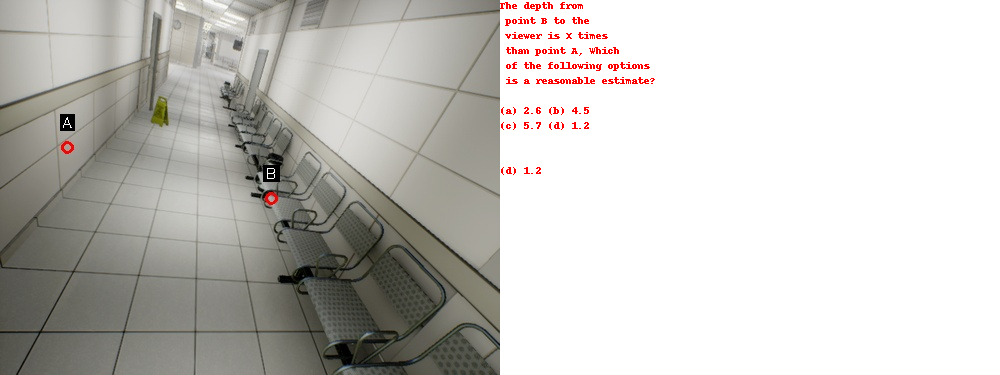 A
B
The depth from
point B to the
viewer is X times
than point A, Which
of the following options
is a reasonable estimate?
(a) 2.6 (b) 4.5
(c) 5.7 (d) 1.2
(d) 1.2